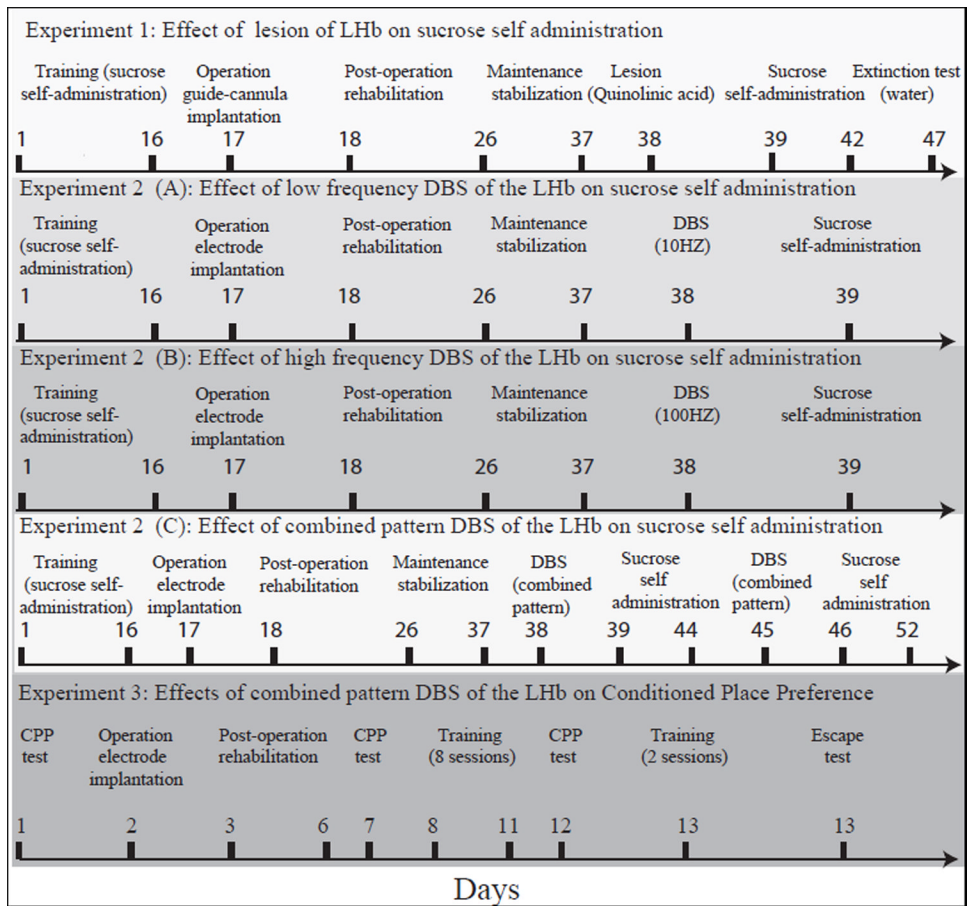 Experiment 1: Effect of lesion of LHb on sucrose self administration
Training (sucrose self-administration)
Operation guide-cannula implantation
Post-operation rehabilitation
Maintenance stabilization
Lesion (Quinolinic acid)
Sucrose self-administration
Extinction test (water)
1 16 17 18 26 37 38 39 42 47
Experiment 2 (A): Effect of low frequency DBS of the LHb on sucrose self administration
Training (sucrose self-administration)
Operation electrode implantation
Post-operation rehabilitation
Maintenance stabilization
DBS (10HZ)
Sucrose self-administration
1 16 17 18 26 37 38 39
Experiment 2 (B): Effect of high frequency DBS of the LHb on sucrose self administration
Training (sucrose self-administration)
Operation electrode implantation
Post-operation rehabilitation
Maintenance stabilization
DBS (100HZ)
Sucrose self-administration
1 16 17 18 26 37 38 39
Experiment 2 (C): Effect of combined pattern DBS of the LHb on sucrose self administration
Training (sucrose self-administration)
Operation electrode implantation
Post-operation rehabilitation
Maintenance stabilization
DBS (combined pattern)
Sucrose self administration
DBS (combined pattern)
Sucrose self administration
1 16 17 18 26 37 38 39 44 45 46 52
Experiment 3: Effects of combined pattern DBS of the LHb on Conditioned Place Preference
CPP test
Operation electrode implantation
Post-operation rehabilitation
CPP test
Training (8 sessions)
CPP test
Training (2 sessions)
Escape test
1 2 3 6 7 8 11 12 13 13
Days